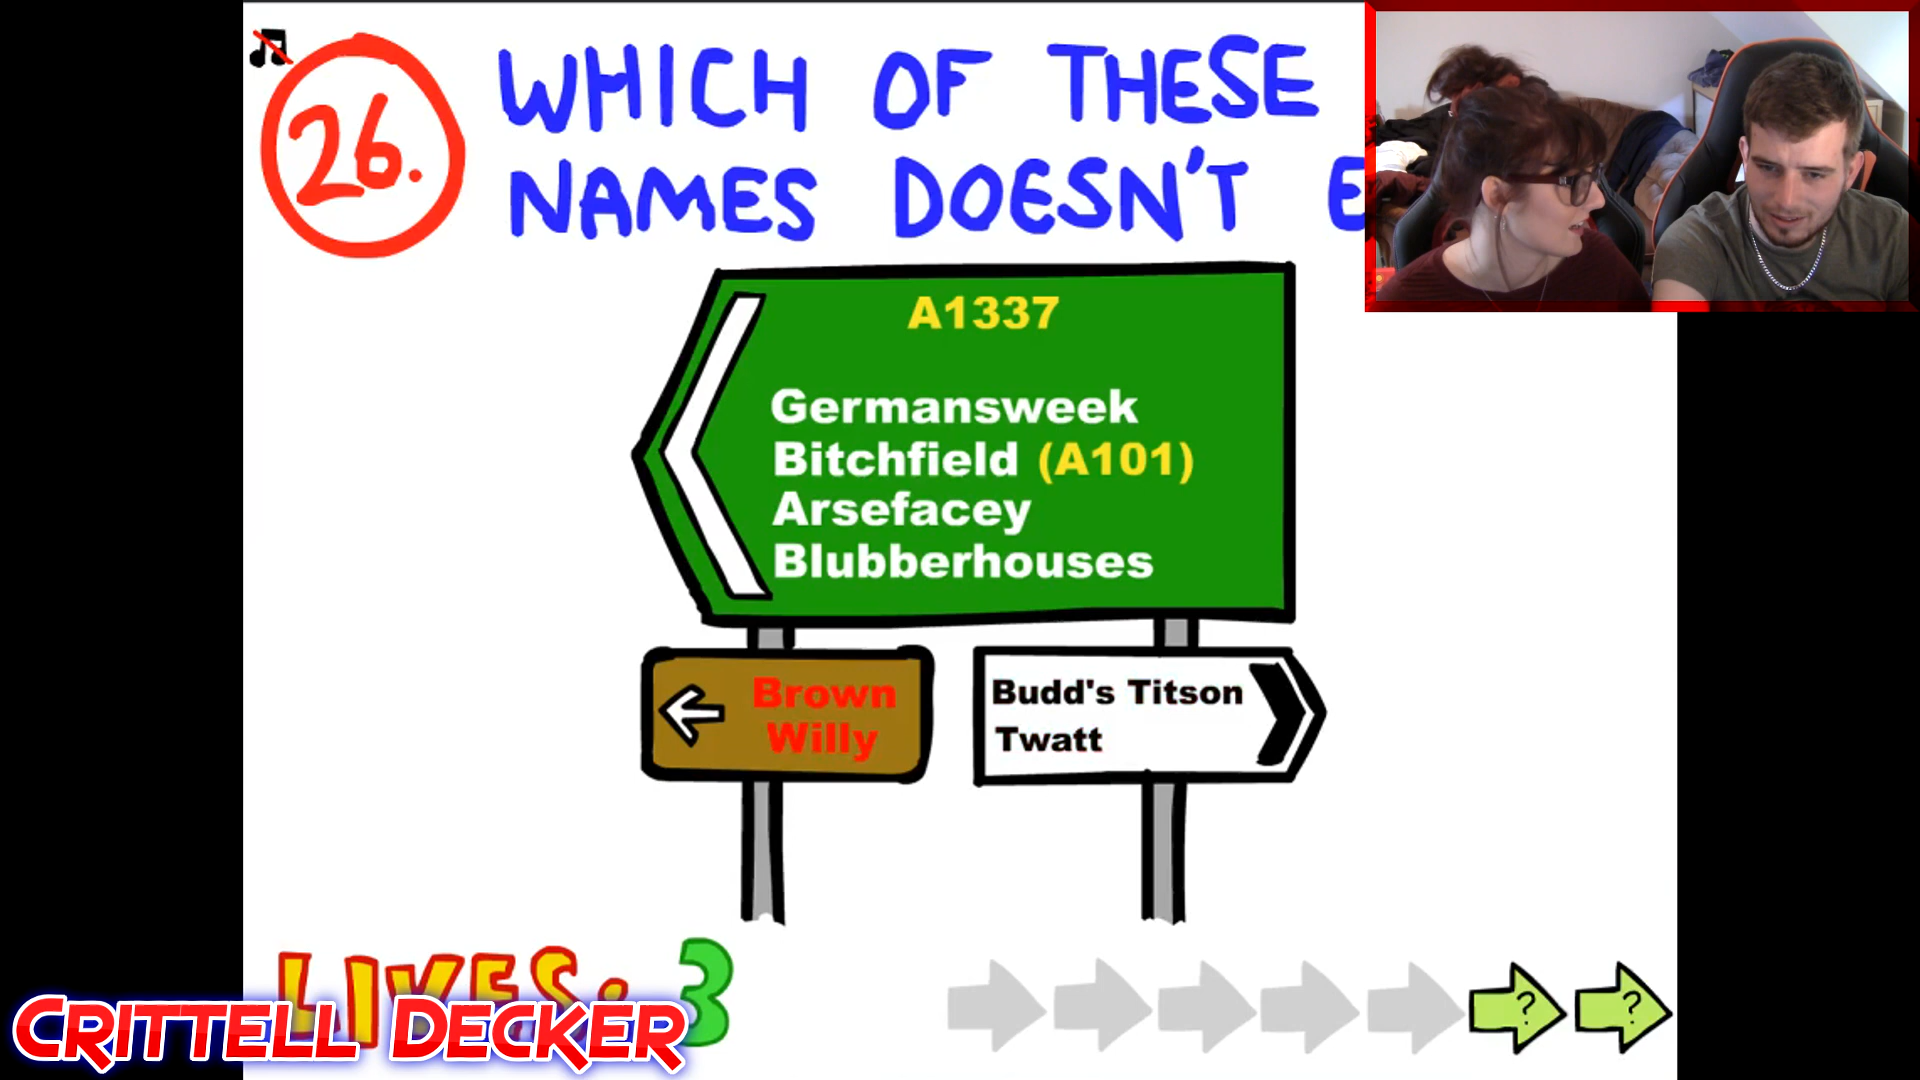 26.
WHICH OF THESE
NAMES DOESN'T E
A1337
Germansweek
Bitchfield (A101)
Arsefacey
Blubberhouses
Brown
Willy
Budd's Titson
Twatt
LIVES: 3
? ?
CRITTELL DECKER